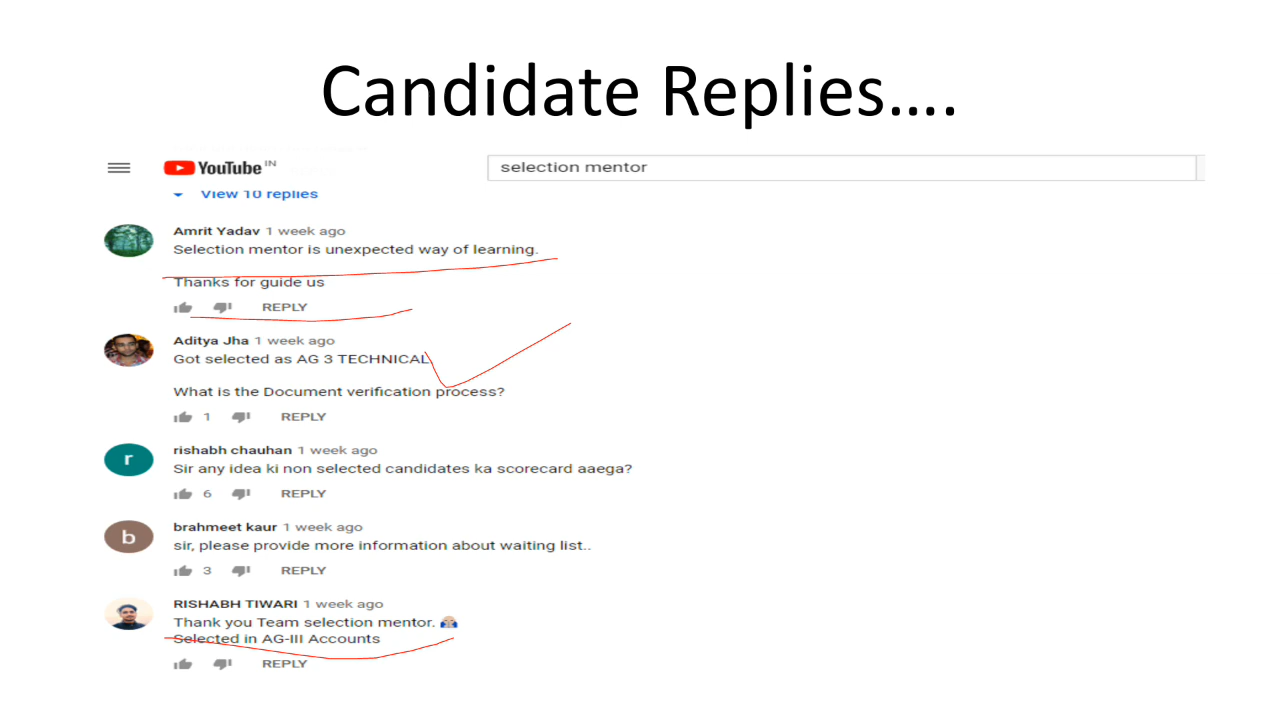 Candidate Replies....
YouTube IN
selection mentor
View 10 replies
Amrit Yadav 1 week ago
Selection mentor is unexpected way of learning.
Thanks for guide us
REPLY
Aditya Jha 1 week ago
Got selected as AG 3 TECHNICAL
What is the Document verification process?
1 REPLY
r
rishabh chauhan 1 week ago
Sir any idea ki non selected candidates ka scorecard aaega?
6 REPLY
b
brahmeet kaur 1 week ago
sir, please provide more information about waiting list..
3 REPLY
RISHABH TIWARI 1 week ago
Thank you Team selection mentor.
Selected in AG-III Accounts
REPLY